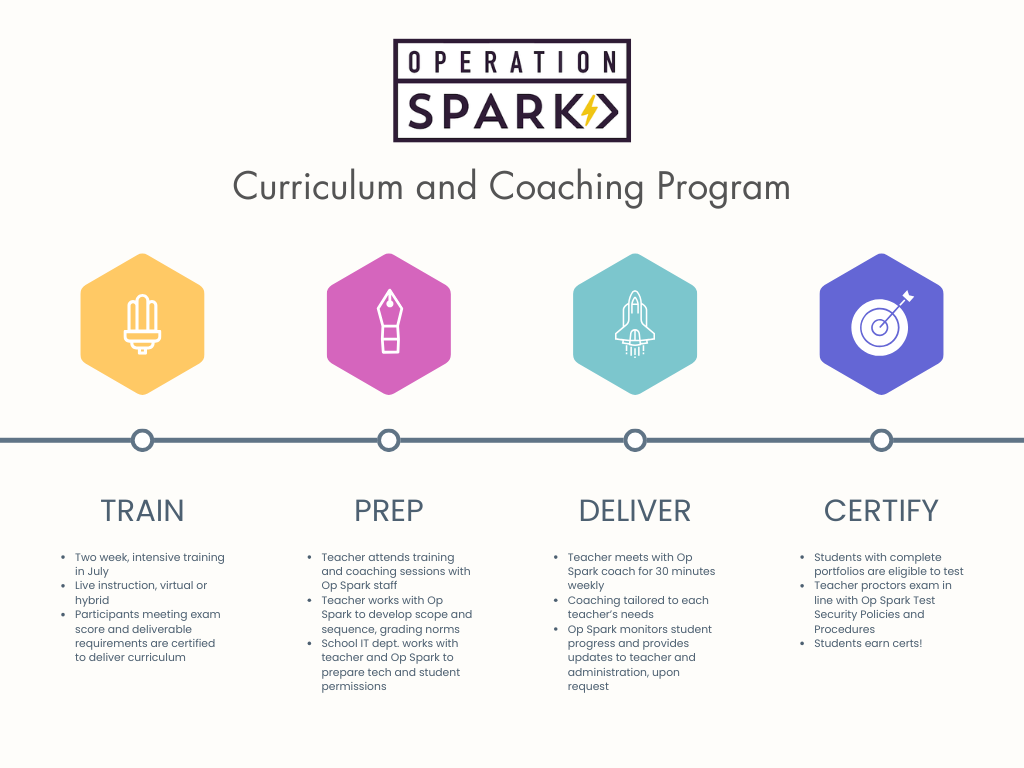 OPERATION
SPARK
Curriculum and Coaching Program
TRAIN
• Two week, intensive training
in July
• Live instruction, virtual or
hybrid
• Participants meeting exam
score and deliverable
requirements are certified
to deliver curriculum
PREP
• Teacher attends training
and coaching sessions with
Op Spark staff
• Teacher works with Op
Spark to develop scope and
sequence, grading norms
• School IT dept. works with
teacher and Op Spark to
prepare tech and student
permissions
DELIVER
• Teacher meets with Op
Spark coach for 30 minutes
weekly
• Coaching tailored to each
teacher's needs
• Op Spark monitors student
progress and provides
updates to teacher and
administration, upon
request
CERTIFY
• Students with complete
portfolios are eligible to test
• Teacher proctors exam in
line with Op Spark Test
Security Policies and
Procedures
• Students earn certs!